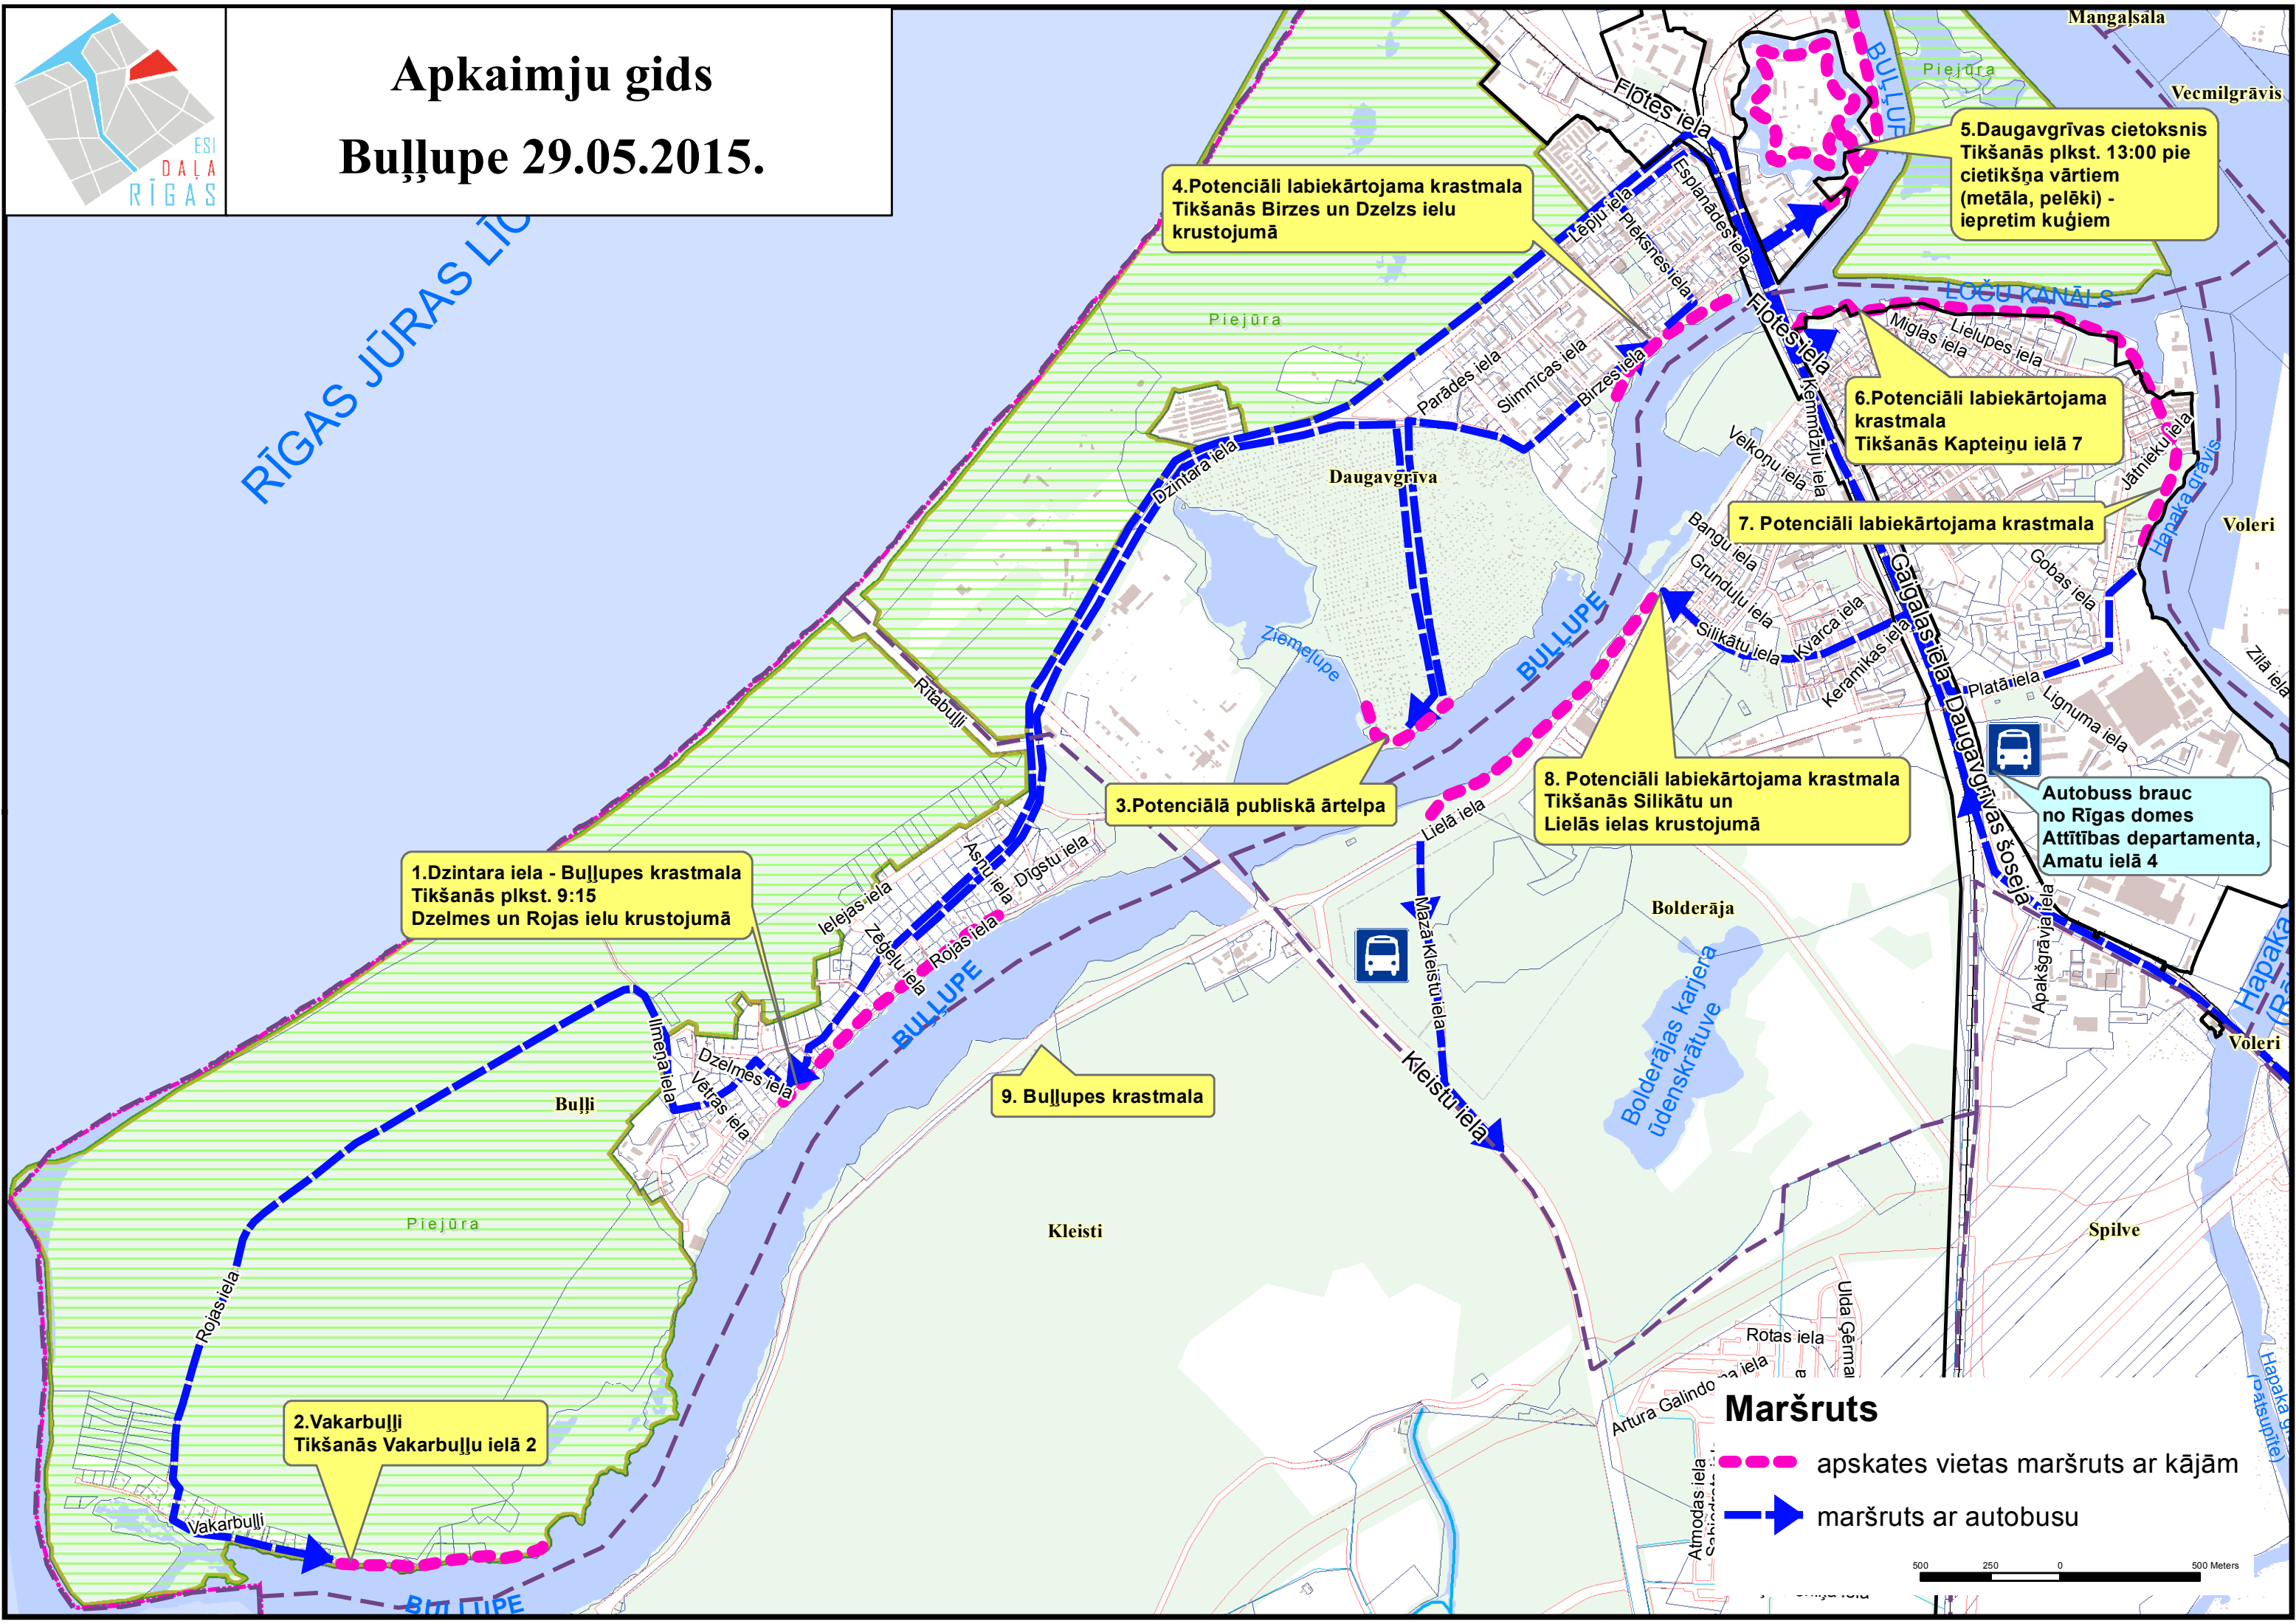 Apkaimju gids
Buļļupe 29.05.2015.
ESI
DAĻA
RĪGAS
RĪGAS JŪRAS LĪC
Mangaļsala
Vecmilgrāvis
Piejūra
BUĻĻUP
Flotes iela
5.Daugavgrīvas cietoksnis
Tikšanās plkst. 13:00 pie
cietikšņa vārtiem
(metāla, pelēki) -
iepretim kuģiem
4.Potenciāli labiekārtojama krastmala
Tikšanās Birzes un Dzelzs ielu
krustojumā
Lēpju iela
Plēksnes iela
Esplanādes iela
LOČU KANĀLS
Flotes iela
Miglas iela
Lielupes iela
Piejūra
Parādes iela
Slimnīcas iela
Birzes iela
6.Potenciāli labiekārtojama
krastmala
Tikšanās Kapteiņu ielā 7
Ķemmdziju iela
Jātnieku iela
Hapaka grāvis
Velkoņu iela
Dzintara iela
Daugavgrīva
7. Potenciāli labiekārtojama krastmala
Voleri
Bangu iela
Grunduļu iela
Gaigalas iela
Gobas iela
Ziemeļupe
BUĻĻUPE
Silikātu iela
Kvarca iela
Keramikas iela
Platā iela
Lignuma iela
Zilā iela
Rītabuļļi
Daugavgrīvas šoseja
3.Potenciālā publiskā ārtelpa
8. Potenciāli labiekārtojama krastmala
Tikšanās Silikātu un
Lielās ielas krustojumā
Autobuss brauc
no Rīgas domes
Attītības departamenta,
Amatu ielā 4
Lielā iela
1.Dzintara iela - Buļļupes krastmala
Tikšanās plkst. 9:15
Dzelmes un Rojas ielu krustojumā
Asnu iela
Dīgstu iela
Ielejas iela
Zēģeļu iela
Rojas iela
BUĻĻUPE
Mazā Kleistu iela
Bolderāja
Apakšgrāvja iela
Bolderājas karjera
ūdenskrātuve
Hapaka
Voleri
Ilmeņa iela
Dzelmes iela
Vētras iela
Buļļi
9. Buļļupes krastmala
Kleistu iela
Piejūra
Kleisti
Spilve
Rojas iela
Rotas iela
Artura Galindoma iela
2.Vakarbuļļi
Tikšanās Vakarbuļļu ielā 2
Vakarbuļļi
BUĻĻUPE
Atmodas iela
Maršruts
apskates vietas maršruts ar kājām
maršruts ar autobusu
500 250 0 500 Meters